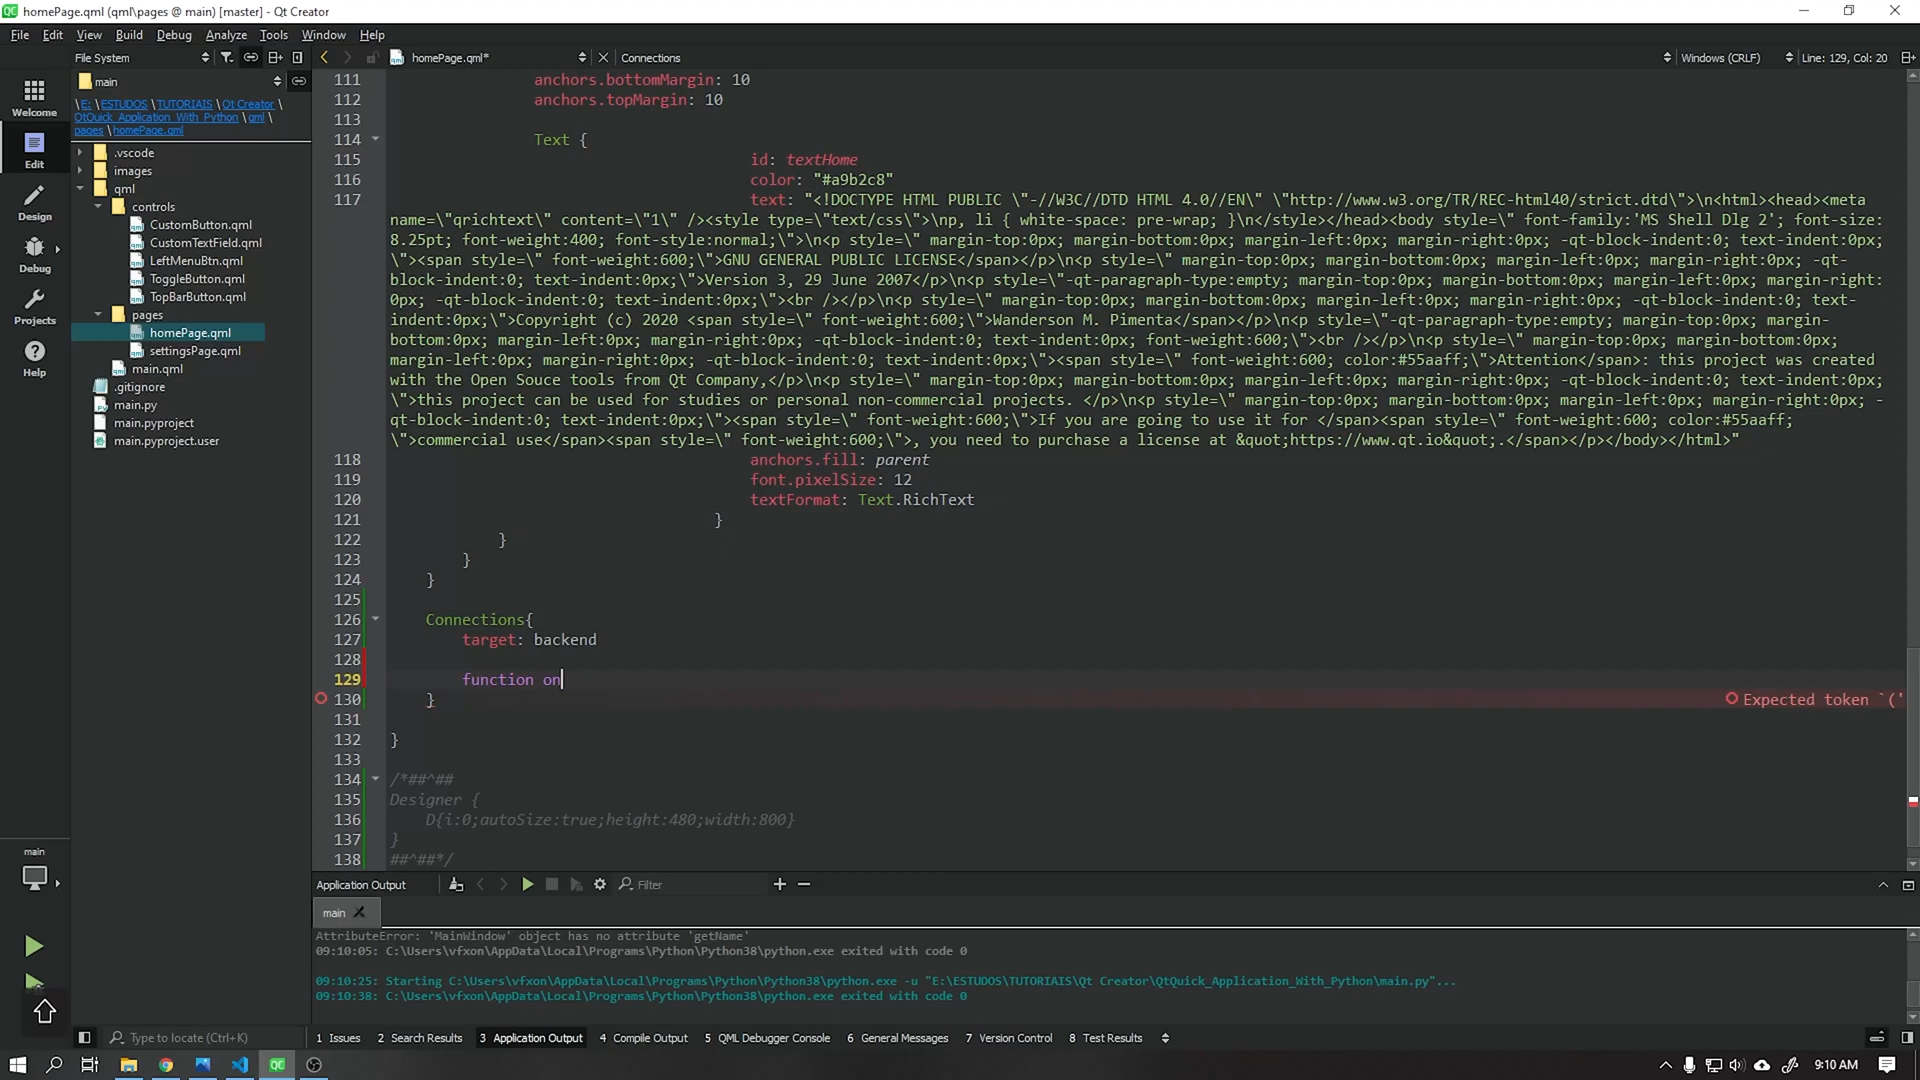 homePage.qml (qml\pages @ main) [master] - Qt Creator
File Edit View Build Debug Analyze Tools Window Help
File System
homePage.qml* Connections Windows (CRLF) Line: 129, Col: 20
main
\E: \ESTUDOS \TUTORIAIS \Qt Creator \
QtQuick_Application_With_Python \qml \
pages \homePage.qml
Welcome
Edit
Design
Debug
Projects
Help
.vscode
images
qml
controls
CustomButton.qml
CustomTextField.qml
LeftMenuBtn.qml
ToggleButton.qml
TopBarButton.qml
pages
homePage.qml
settingsPage.qml
main.qml
.gitignore
main.py
main.pyproject
main.pyproject.user
111 anchors.bottomMargin: 10
112 anchors.topMargin: 10
113
114 Text {
115 id: textHome
116 color: "#a9b2c8"
117 text: "<!DOCTYPE HTML PUBLIC \"-//W3C//DTD HTML 4.0//EN\" \"http://www.w3.org/TR/REC-html40/strict.dtd\">\n<html><head><meta
name=\"qrichtext\" content=\"1\" /><style type=\"text/css\">\np, li { white-space: pre-wrap; }\n</style></head><body style=\" font-family:'MS Shell Dlg 2'; font-size:
8.25pt; font-weight:400; font-style:normal;\">\n<p style=\" margin-top:0px; margin-bottom:0px; margin-left:0px; margin-right:0px; -qt-block-indent:0; text-indent:0px;
\"><span style=\" font-weight:600;\">GNU GENERAL PUBLIC LICENSE</span></p>\n<p style=\" margin-top:0px; margin-bottom:0px; margin-left:0px; margin-right:0px; -qt-
block-indent:0; text-indent:0px;\">Version 3, 29 June 2007</p>\n<p style=\"-qt-paragraph-type:empty; margin-top:0px; margin-bottom:0px; margin-left:0px; margin-right:
0px; -qt-block-indent:0; text-indent:0px;\"><br /></p>\n<p style=\" margin-top:0px; margin-bottom:0px; margin-left:0px; margin-right:0px; -qt-block-indent:0; text-
indent:0px;\">Copyright (c) 2020 <span style=\" font-weight:600;\">Wanderson M. Pimenta</span></p>\n<p style=\"-qt-paragraph-type:empty; margin-top:0px; margin-
bottom:0px; margin-left:0px; margin-right:0px; -qt-block-indent:0; text-indent:0px; font-weight:600;\"><br /></p>\n<p style=\" margin-top:0px; margin-bottom:0px;
margin-left:0px; margin-right:0px; -qt-block-indent:0; text-indent:0px;\"><span style=\" font-weight:600; color:#55aaff;\">Attention</span>: this project was created
with the Open Souce tools from Qt Company,</p>\n<p style=\" margin-top:0px; margin-bottom:0px; margin-left:0px; margin-right:0px; -qt-block-indent:0; text-indent:0px;
\">this project can be used for studies or personal non-commercial projects. </p>\n<p style=\" margin-top:0px; margin-bottom:0px; margin-left:0px; margin-right:0px; -
qt-block-indent:0; text-indent:0px;\"><span style=\" font-weight:600;\">If you are going to use it for </span><span style=\" font-weight:600; color:#55aaff;
\">commercial use</span><span style=\" font-weight:600;\">, you need to purchase a license at &quot;https://www.qt.io&quot;.</span></p></body></html>"
118 anchors.fill: parent
119 font.pixelSize: 12
120 textFormat: Text.RichText
121 }
122 }
123 }
124 }
125
126 Connections{
127 target: backend
128
129 function on
130 } Expected token `('
131
132 }
133
134 /*##^##
135 Designer {
136 D{i:0;autoSize:true;height:480;width:800}
137 }
138 ##^##*/
main
Application Output Filter
main
AttributeError: 'MainWindow' object has no attribute 'getName'
09:10:05: C:\Users\vfxon\AppData\Local\Programs\Python\Python38\python.exe exited with code 0
09:10:25: Starting C:\Users\vfxon\AppData\Local\Programs\Python\Python38\python.exe -u "E:\ESTUDOS\TUTORIAIS\Qt Creator\QtQuick_Application_With_Python\main.py"...
09:10:38: C:\Users\vfxon\AppData\Local\Programs\Python\Python38\python.exe exited with code 0
Type to locate (Ctrl+K) 1 Issues 2 Search Results 3 Application Output 4 Compile Output 5 QML Debugger Console 6 General Messages 7 Version Control 8 Test Results
9:10 AM